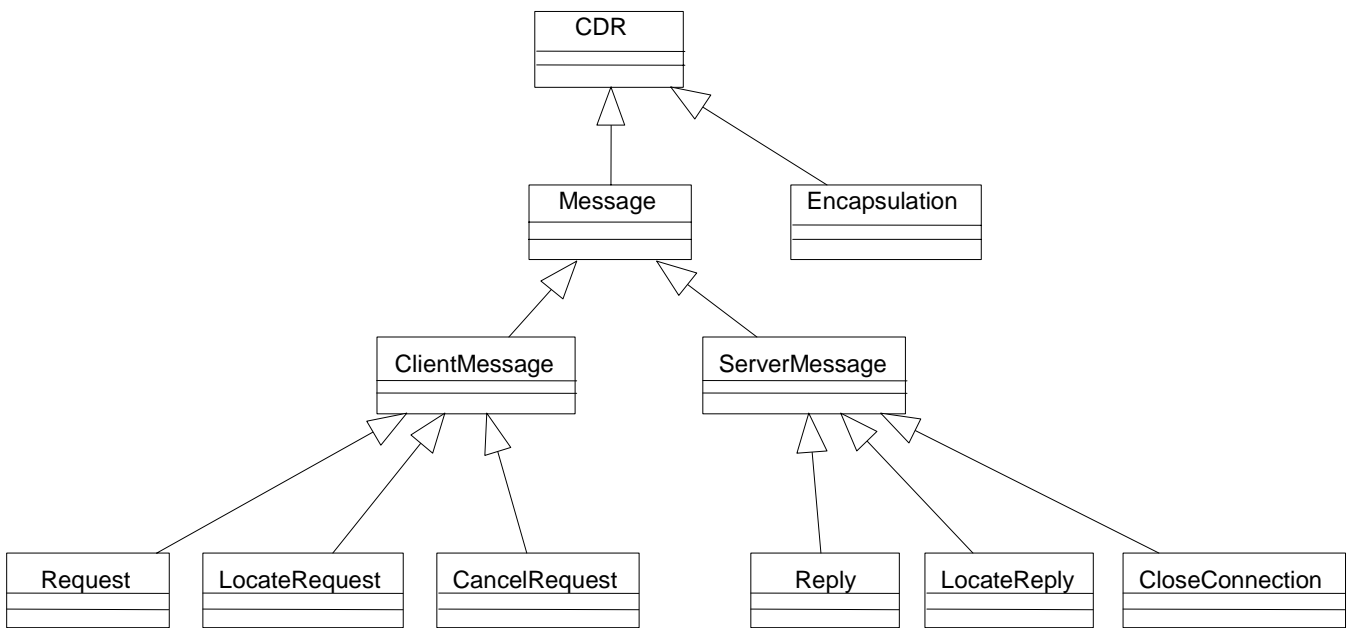 CDR
Message
Encapsulation
ClientMessage
ServerMessage
Request
LocateRequest
CancelRequest
Reply
LocateReply
CloseConnection